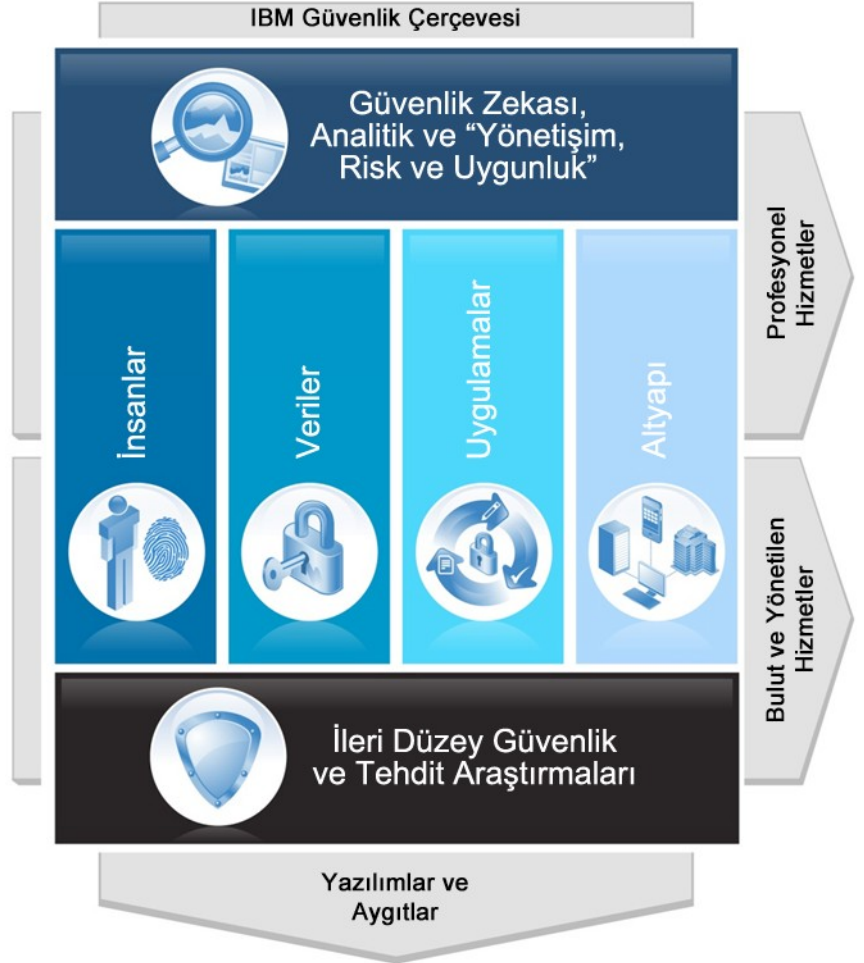 IBM Güvenlik Çerçevesi
Güvenlik Zekası,
Analitik ve “Yönetişim,
Risk ve Uygunluk”
İnsanlar
Veriler
Uygulamalar
Altyapı
Profesyonel
Hizmetler
Bulut ve Yönetilen
Hizmetler
İleri Düzey Güvenlik
ve Tehdit Araştırmaları
Yazılımlar ve
Aygıtlar